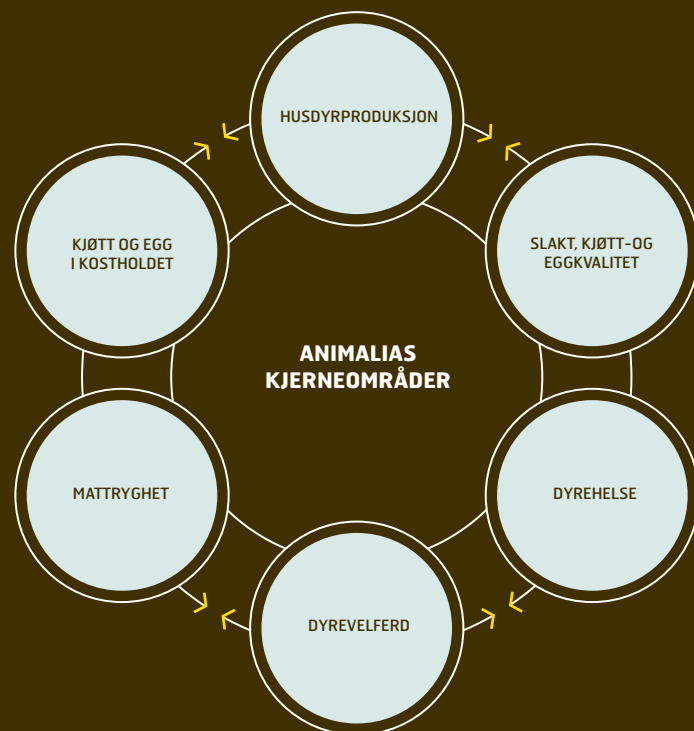 HUSDYRPRODUKSJON
KJØTT OG EGG
I KOSTHOLDET
SLAKT, KJØTT-OG
EGGKVALITET
ANIMALIAS
KJERNEOMRÅDER
MATTRYGHET
DYREHELSE
DYREVELFERD